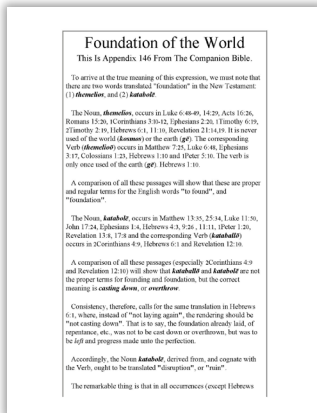 Foundation of the World
This Is Appendix 146 From The Companion Bible.
To arrive at the true meaning of this expression, we must note that
there are two words translated "foundation" in the New Testament:
(1) themelios, and (2) katabolē.
The Noun, themelios, occurs in Luke 6:48-49, 14:29, Acts 16:26,
Romans 15:20, 1Corinthians 3:10-12, Ephesians 2:20, 1Timothy 6:19,
2Timothy 2:19, Hebrews 6:1, 11:10, Revelation 21:14,19. It is never
used of the world (kosmos) or the earth (gē). The corresponding
Verb (themelioō) occurs in Matthew 7:25, Luke 6:48, Ephesians
3:17, Colossians 1:23, Hebrews 1:10 and 1Peter 5:10. The verb is
only once used of the earth (gē). Hebrews 1:10.
A comparison of all these passages will show that these are proper
and regular terms for the English words "to found", and
"foundation".
The Noun, katabolē, occurs in Matthew 13:35, 25:34, Luke 11:50,
John 17:24, Ephesians 1:4, Hebrews 4:3, 9:26 , 11:11, 1Peter 1:20,
Revelation 13:8, 17:8 and the corresponding Verb (kataballō)
occurs in 2Corinthians 4:9, Hebrews 6:1 and Revelation 12:10.
A comparison of all these passages (especially 2Corinthians 4:9
and Revelation 12:10) will show that kataballō and katabolē are not
the proper terms for founding and foundation, but the correct
meaning is casting down, or overthrow.
Consistency, therefore, calls for the same translation in Hebrews
6:1, where, instead of "not laying again", the rendering should be
"not casting down". That is to say, the foundation already laid, of
repentance, etc., was not to be cast down or overthrown, but was to
be left and progress made unto the perfection.
Accordingly, the Noun katabolē, derived from, and cognate with
the Verb, ought to be translated "disruption", or "ruin".
The remarkable thing is that in all occurrences (except Hebrews